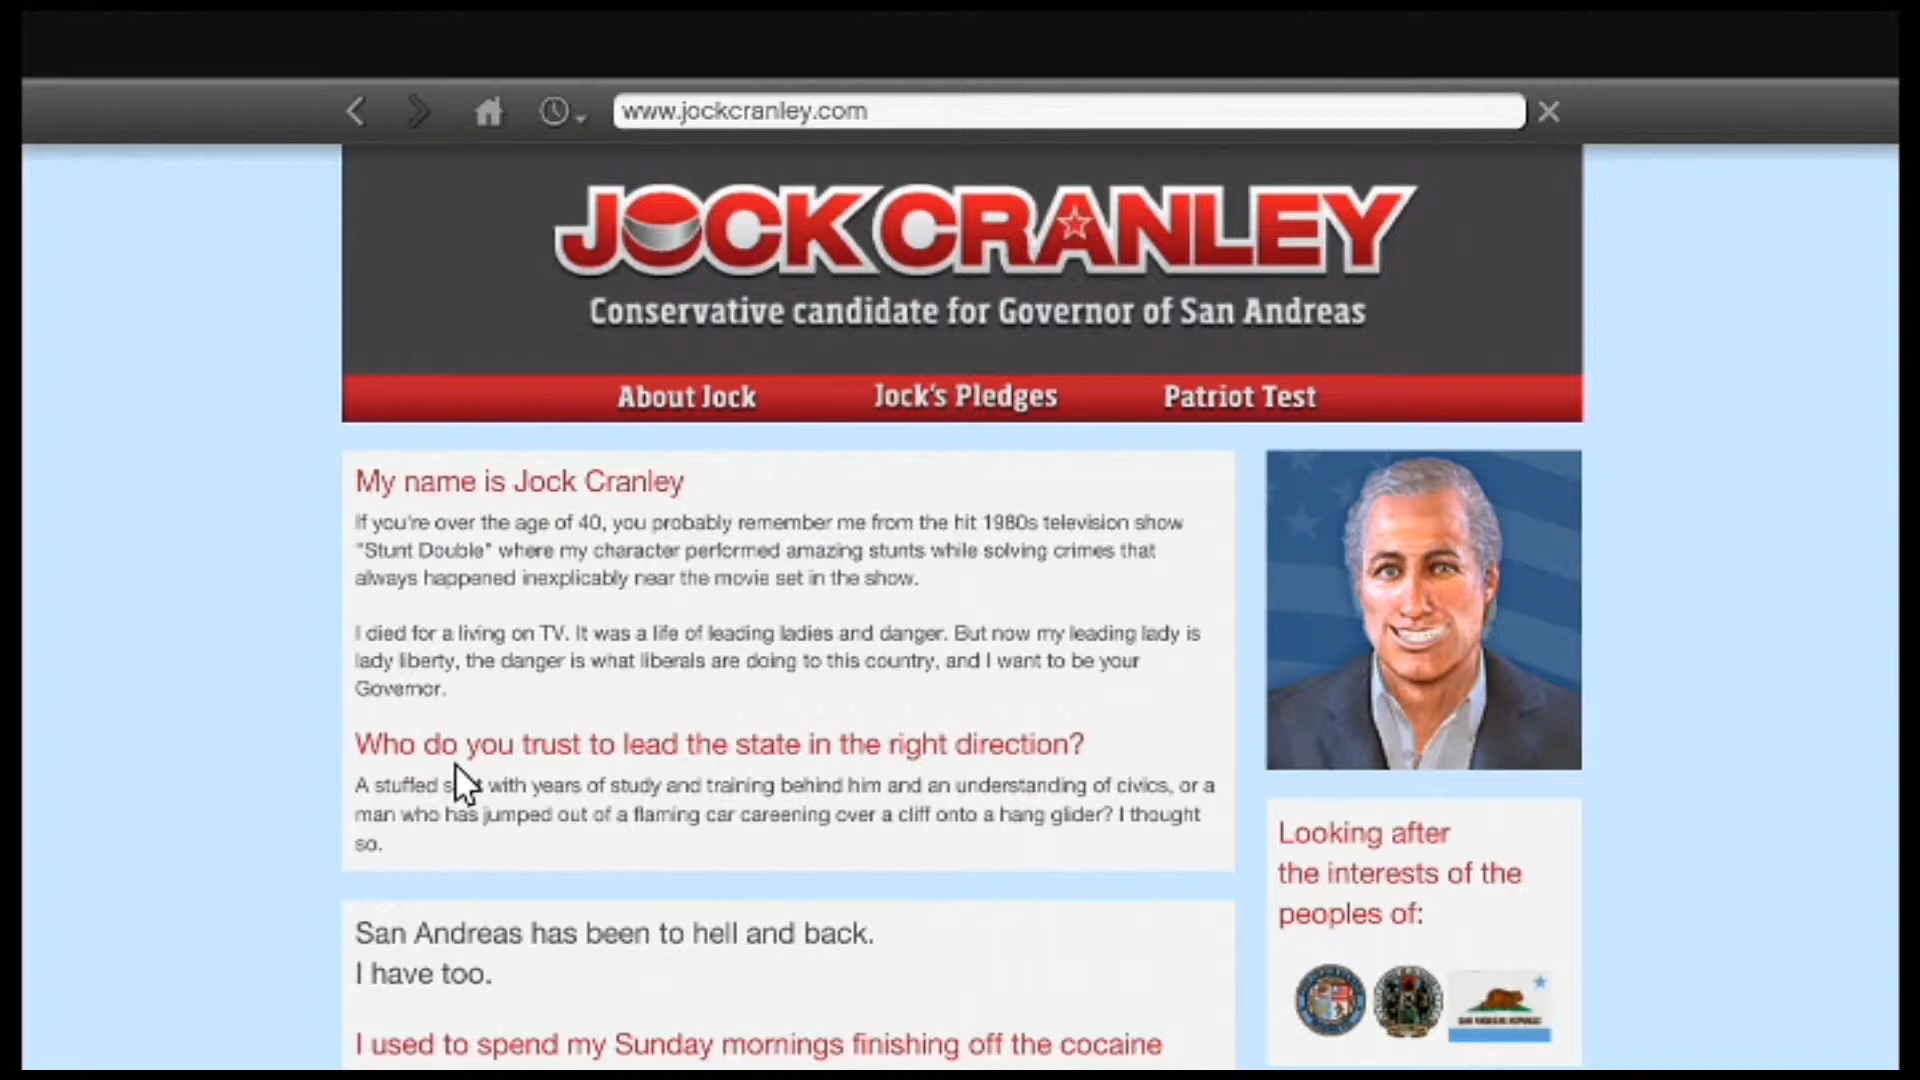 www.jockcranley.com
JOCK CRANLEY
Conservative candidate for Governor of San Andreas
About Jock
Jock's Pledges
Patriot Test
My name is Jock Cranley
If you're over the age of 40, you probably remember me from the hit 1980s television show
"Stunt Double" where my character performed amazing stunts while solving crimes that
always happened inexplicably near the movie set in the show.
I died for a living on TV. It was a life of leading ladies and danger. But now my leading lady is
lady liberty, the danger is what liberals are doing to this country, and I want to be your
Governor.
Who do you trust to lead the state in the right direction?
A stuffed with years of study and training behind him and an understanding of civics, or a
man who has jumped out of a flaming car careening over a cliff onto a hang glider? I thought
so.
San Andreas has been to hell and back.
I have too.
I used to spend my Sunday mornings finishing off the cocaine
Looking after
the interests of the
peoples of: